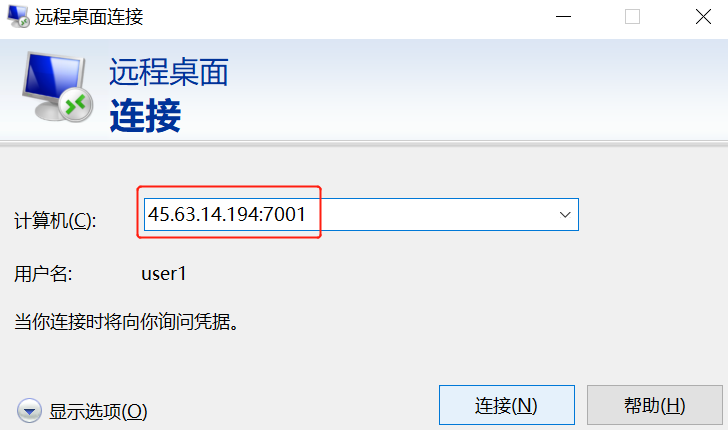 远程桌面连接
远程桌面
连接
计算机(C): 45.63.14.194:7001
用户名: user1
当你连接时将向你询问凭据。
显示选项(O) 连接(N) 帮助(H)